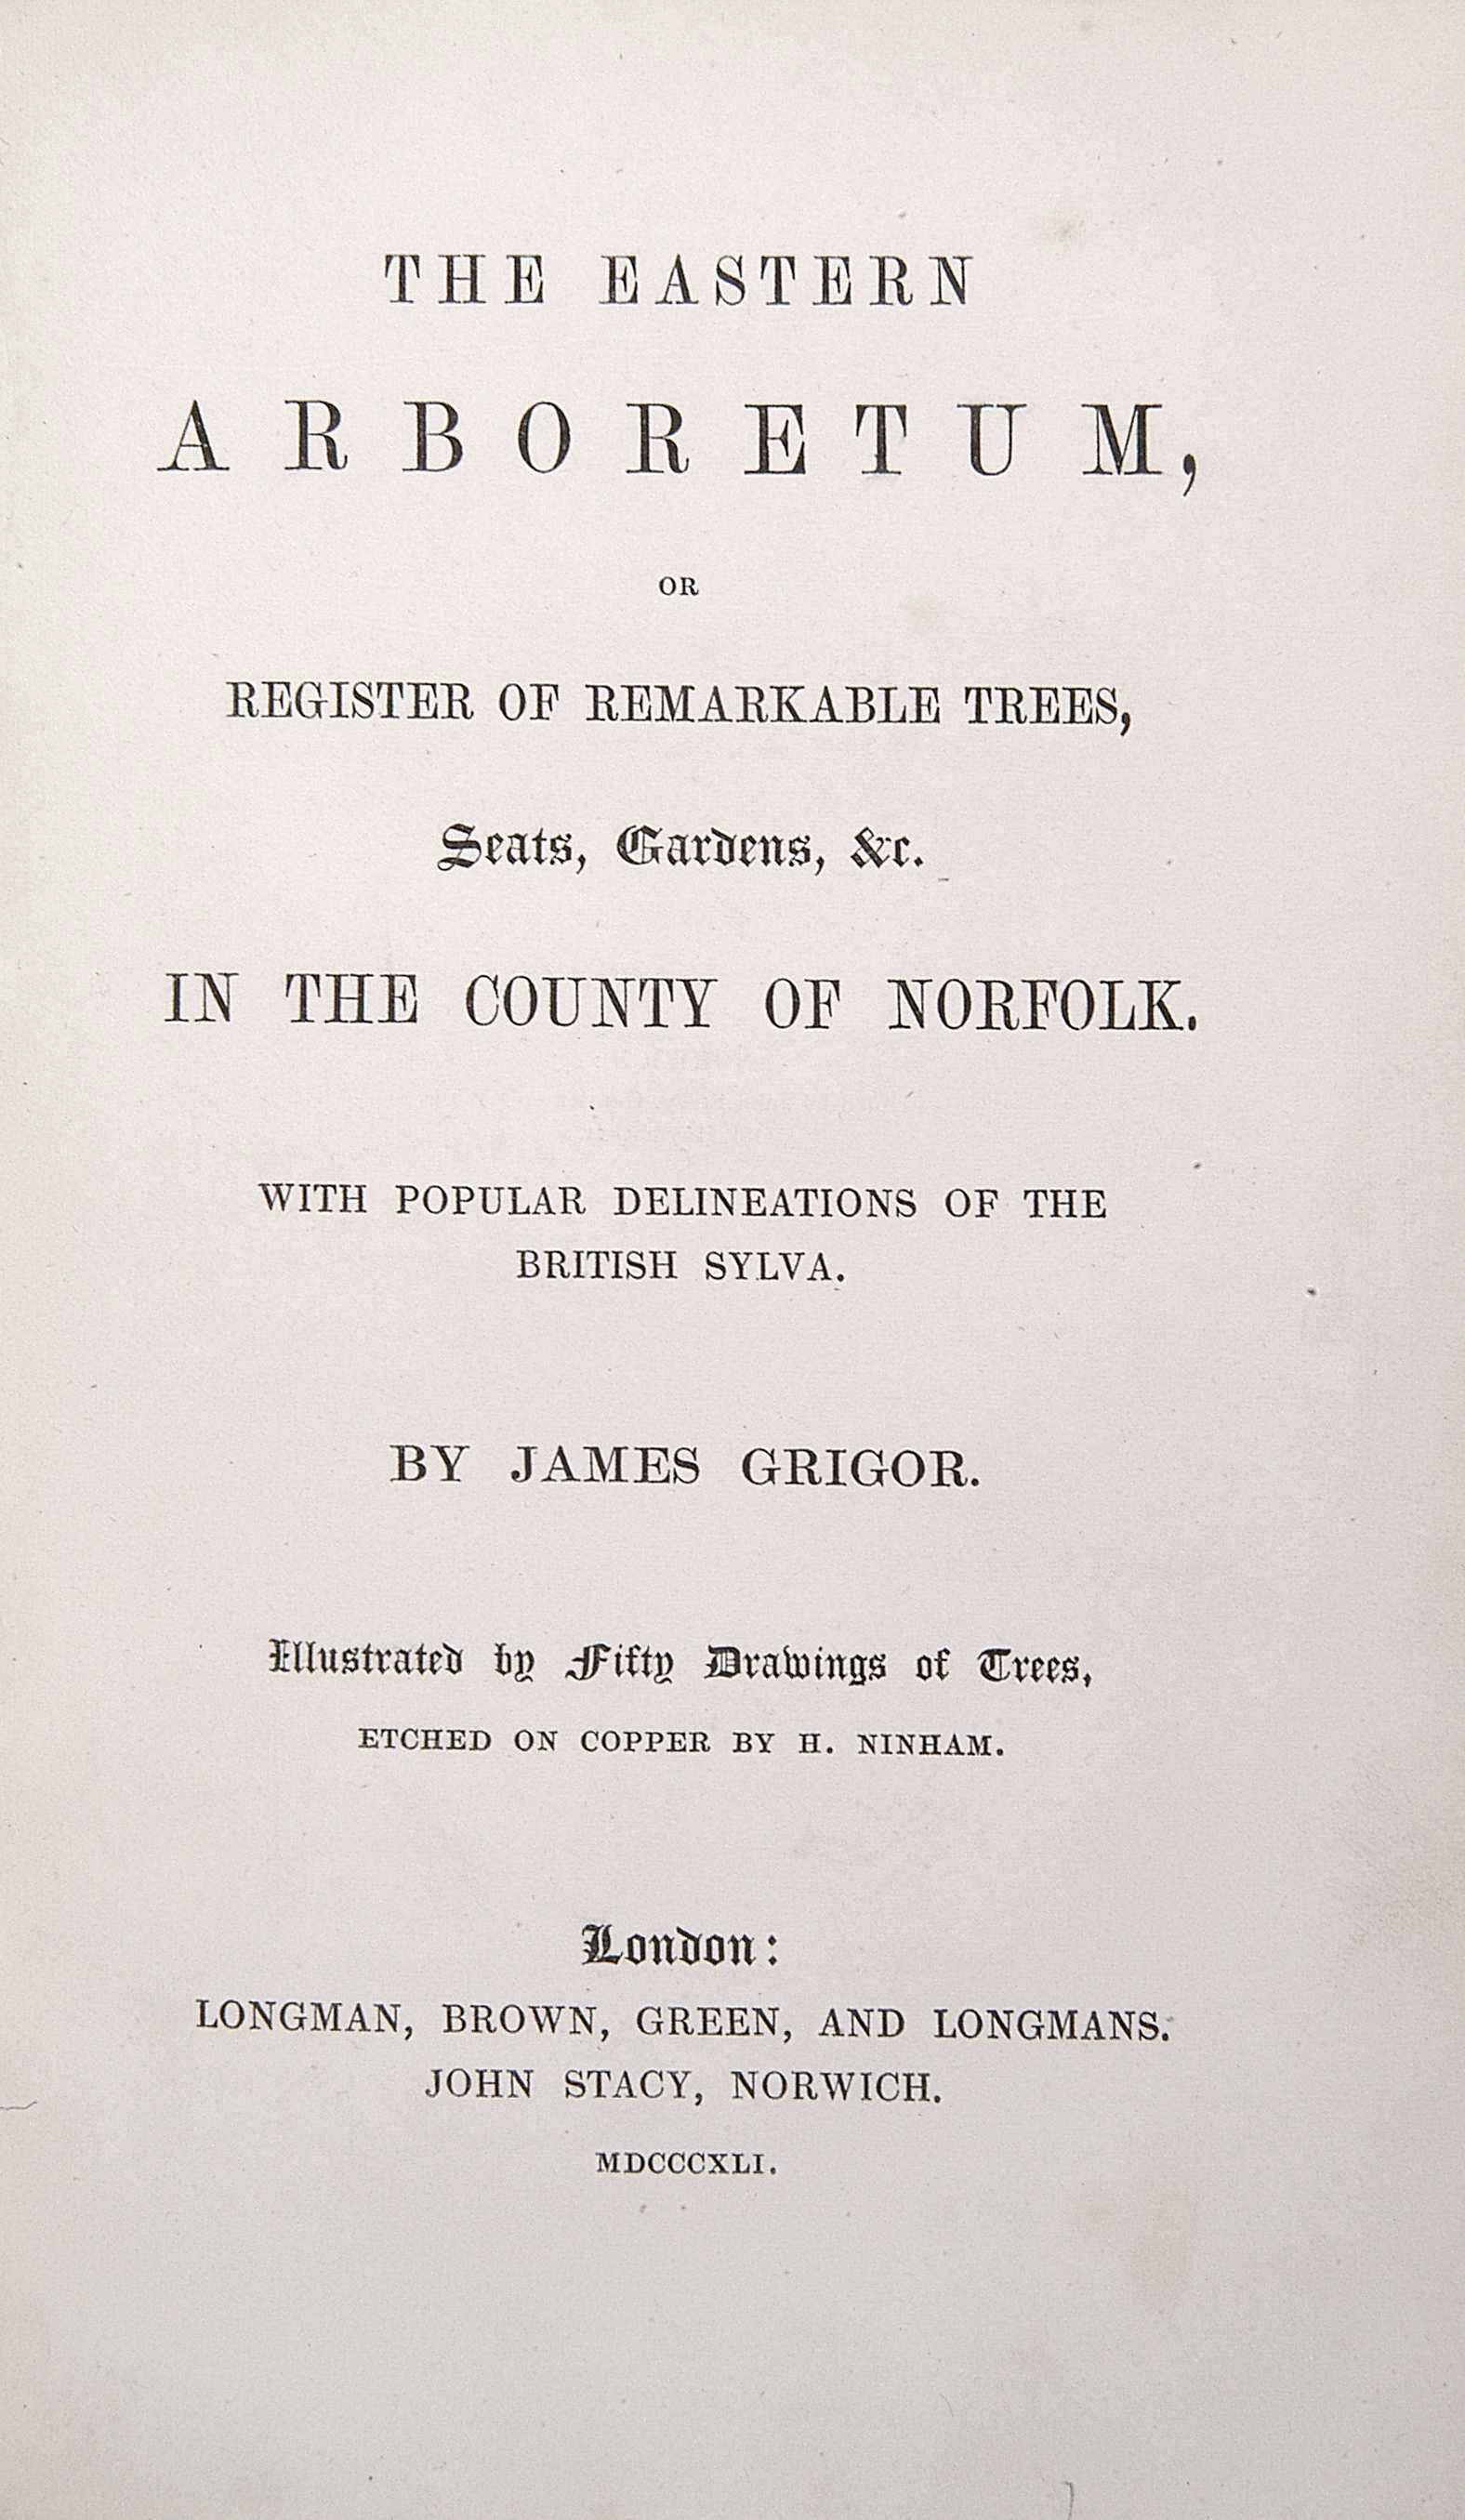 THE EASTERN
ARBORETUM,
OR
REGISTER OF REMARKABLE TREES,
Seats, Gardens, &c.
IN THE COUNTY OF NORFOLK.
WITH POPULAR DELINEATIONS OF THE
BRITISH SYLVA.
BY JAMES GRIGOR.
Illustrated by Fifty Drawings of Trees,
ETCHED ON COPPER BY H. NINHAM.
London:
LONGMAN, BROWN, GREEN, AND LONGMANS.
JOHN STACY, NORWICH.
MDCCCXLI.